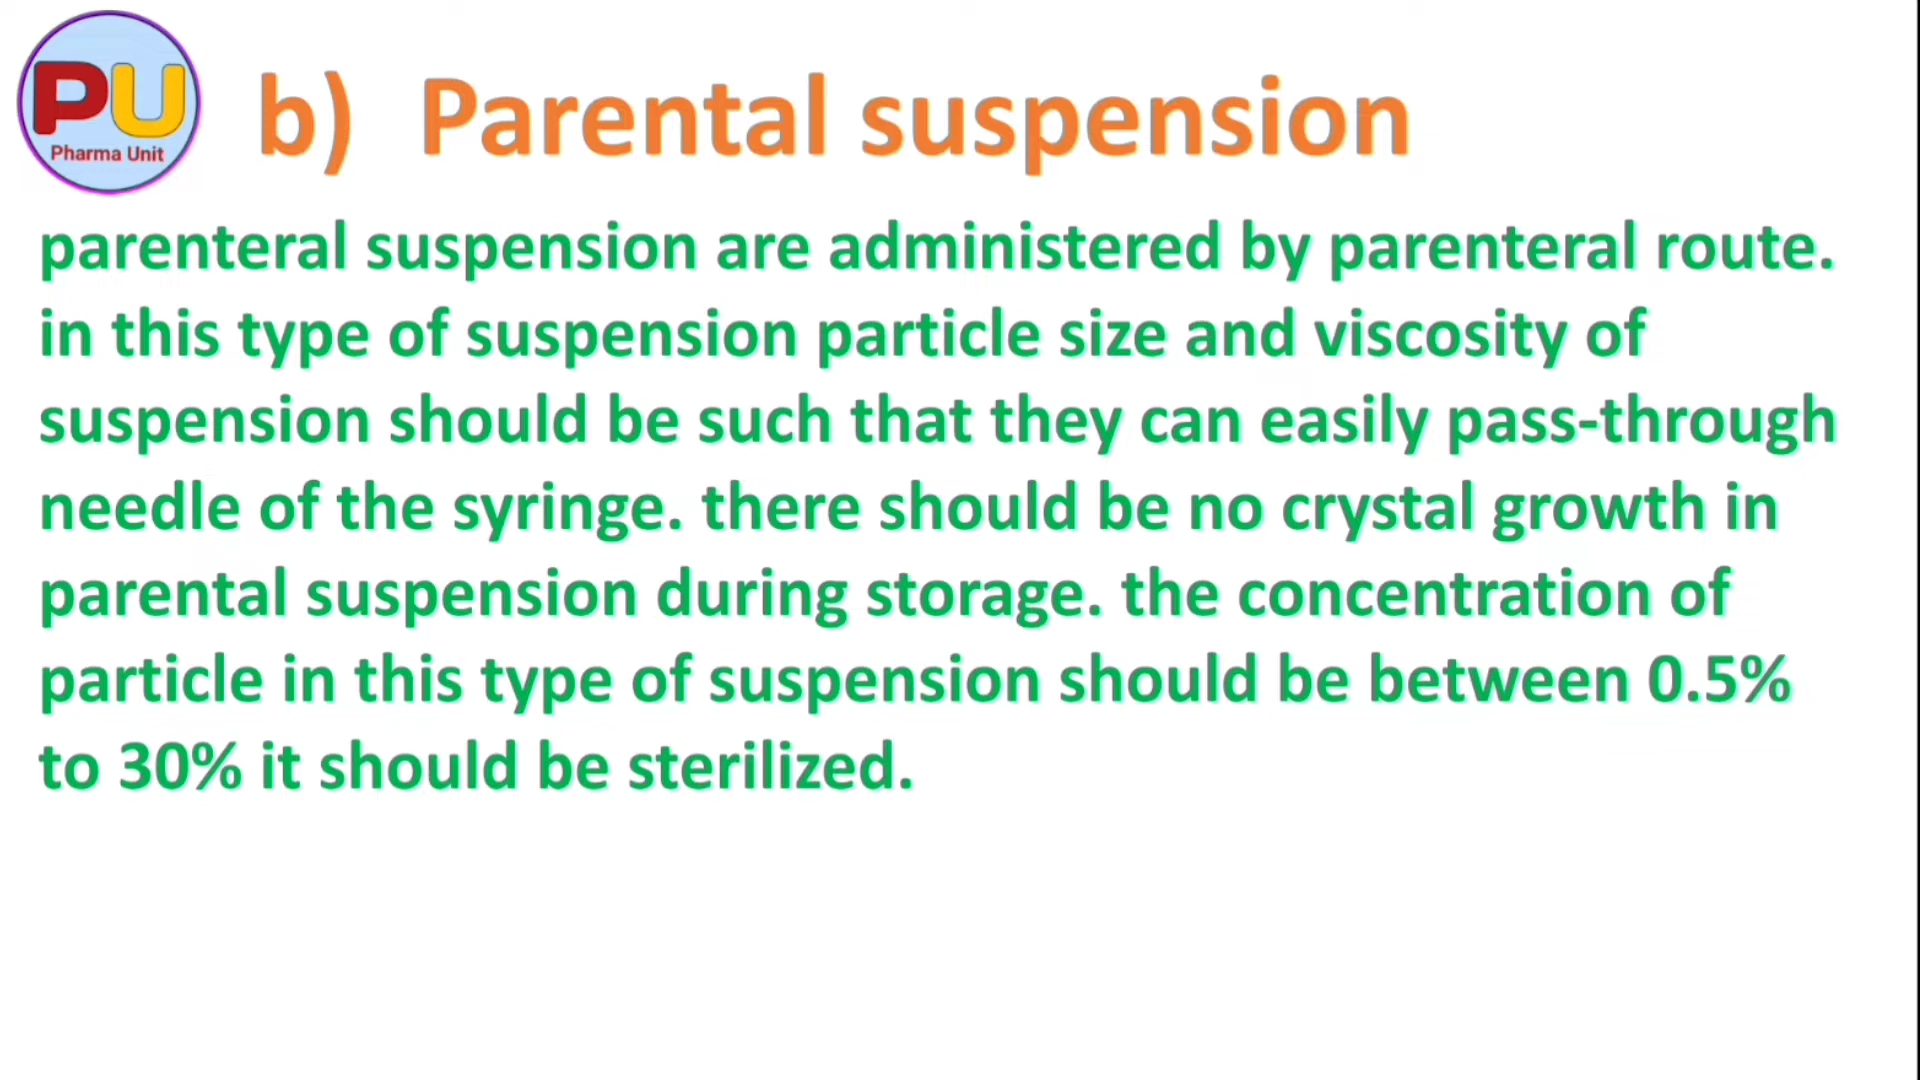 PU
Pharma Unit
b) Parental suspension
parenteral suspension are administered by parenteral route.
in this type of suspension particle size and viscosity of
suspension should be such that they can easily pass-through
needle of the syringe. there should be no crystal growth in
parental suspension during storage. the concentration of
particle in this type of suspension should be between 0.5%
to 30% it should be sterilized.